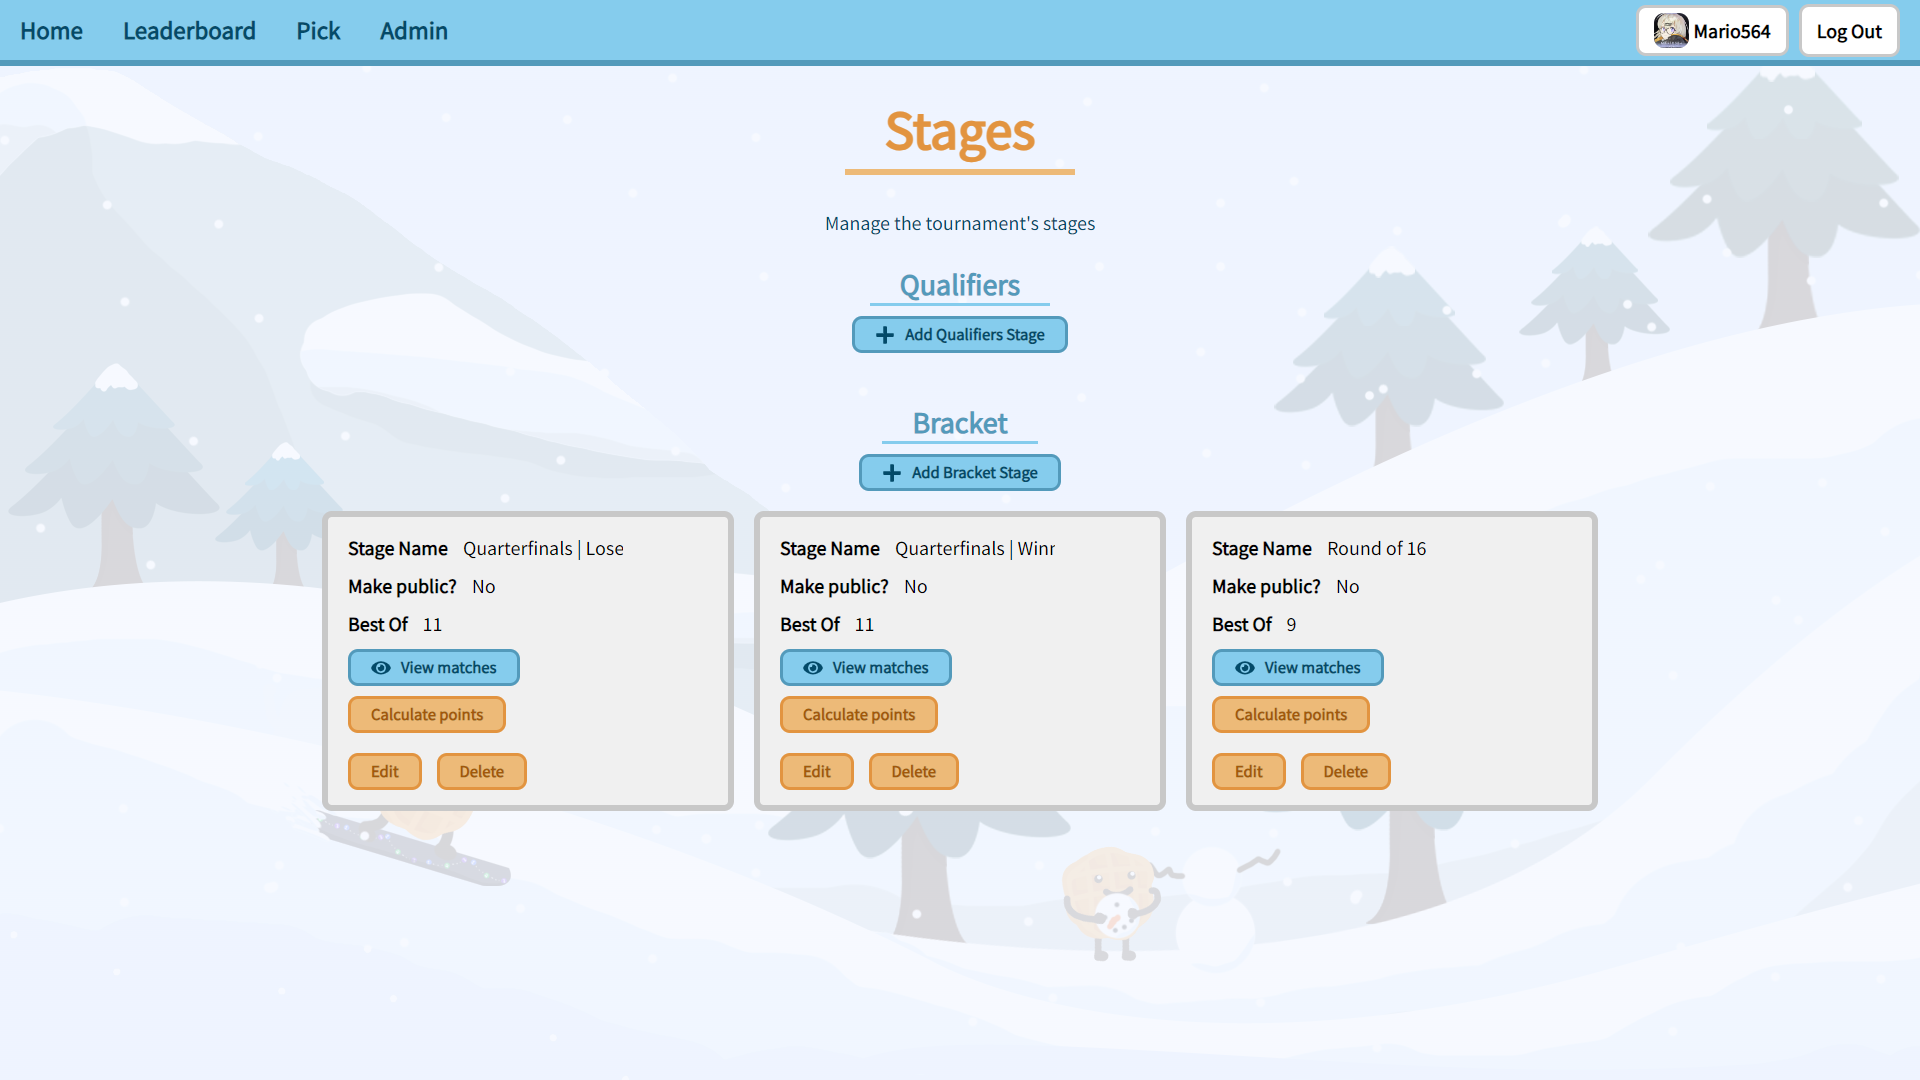 Home Leaderboard Pick Admin Mario564 Log Out
Stages
Manage the tournament's stages
Qualifiers
Add Qualifiers Stage
Bracket
Add Bracket Stage
Stage Name Quarterfinals | Lose
Make public? No
Best Of 11
View matches
Calculate points
Edit Delete
Stage Name Quarterfinals | Winr
Make public? No
Best Of 11
View matches
Calculate points
Edit Delete
Stage Name Round of 16
Make public? No
Best Of 9
View matches
Calculate points
Edit Delete